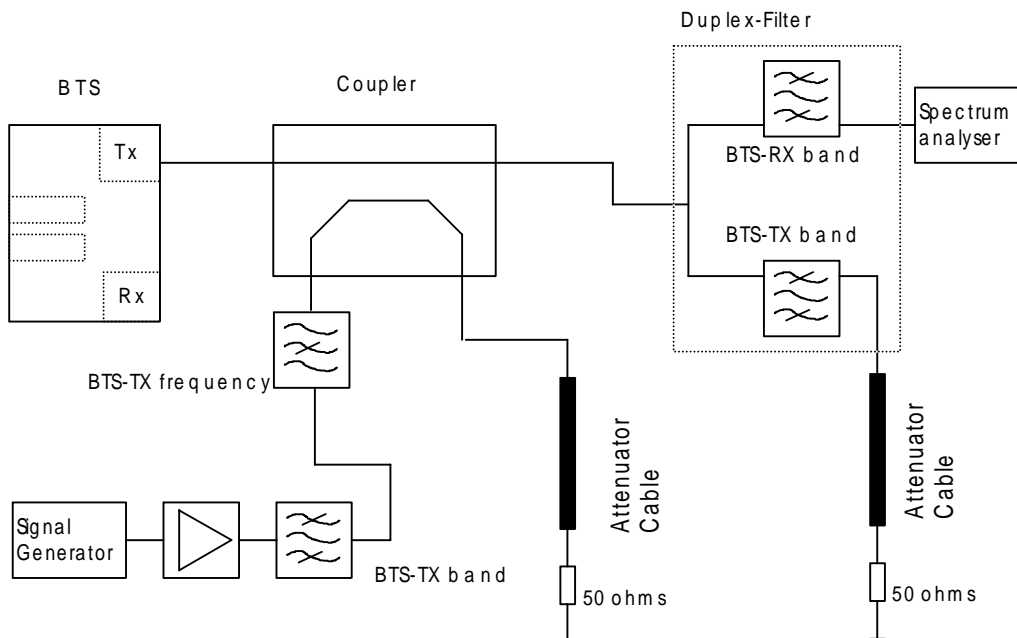 Duplex-Filter
BTS
Coupler
Tx
Spectrum
analyser
BTS-RX band
BTS-TX band
Rx
BTS-TX frequency
Attenuator
Cable
Attenuator
Cable
Signal
Generator
BTS-TX band
50 ohms
50 ohms